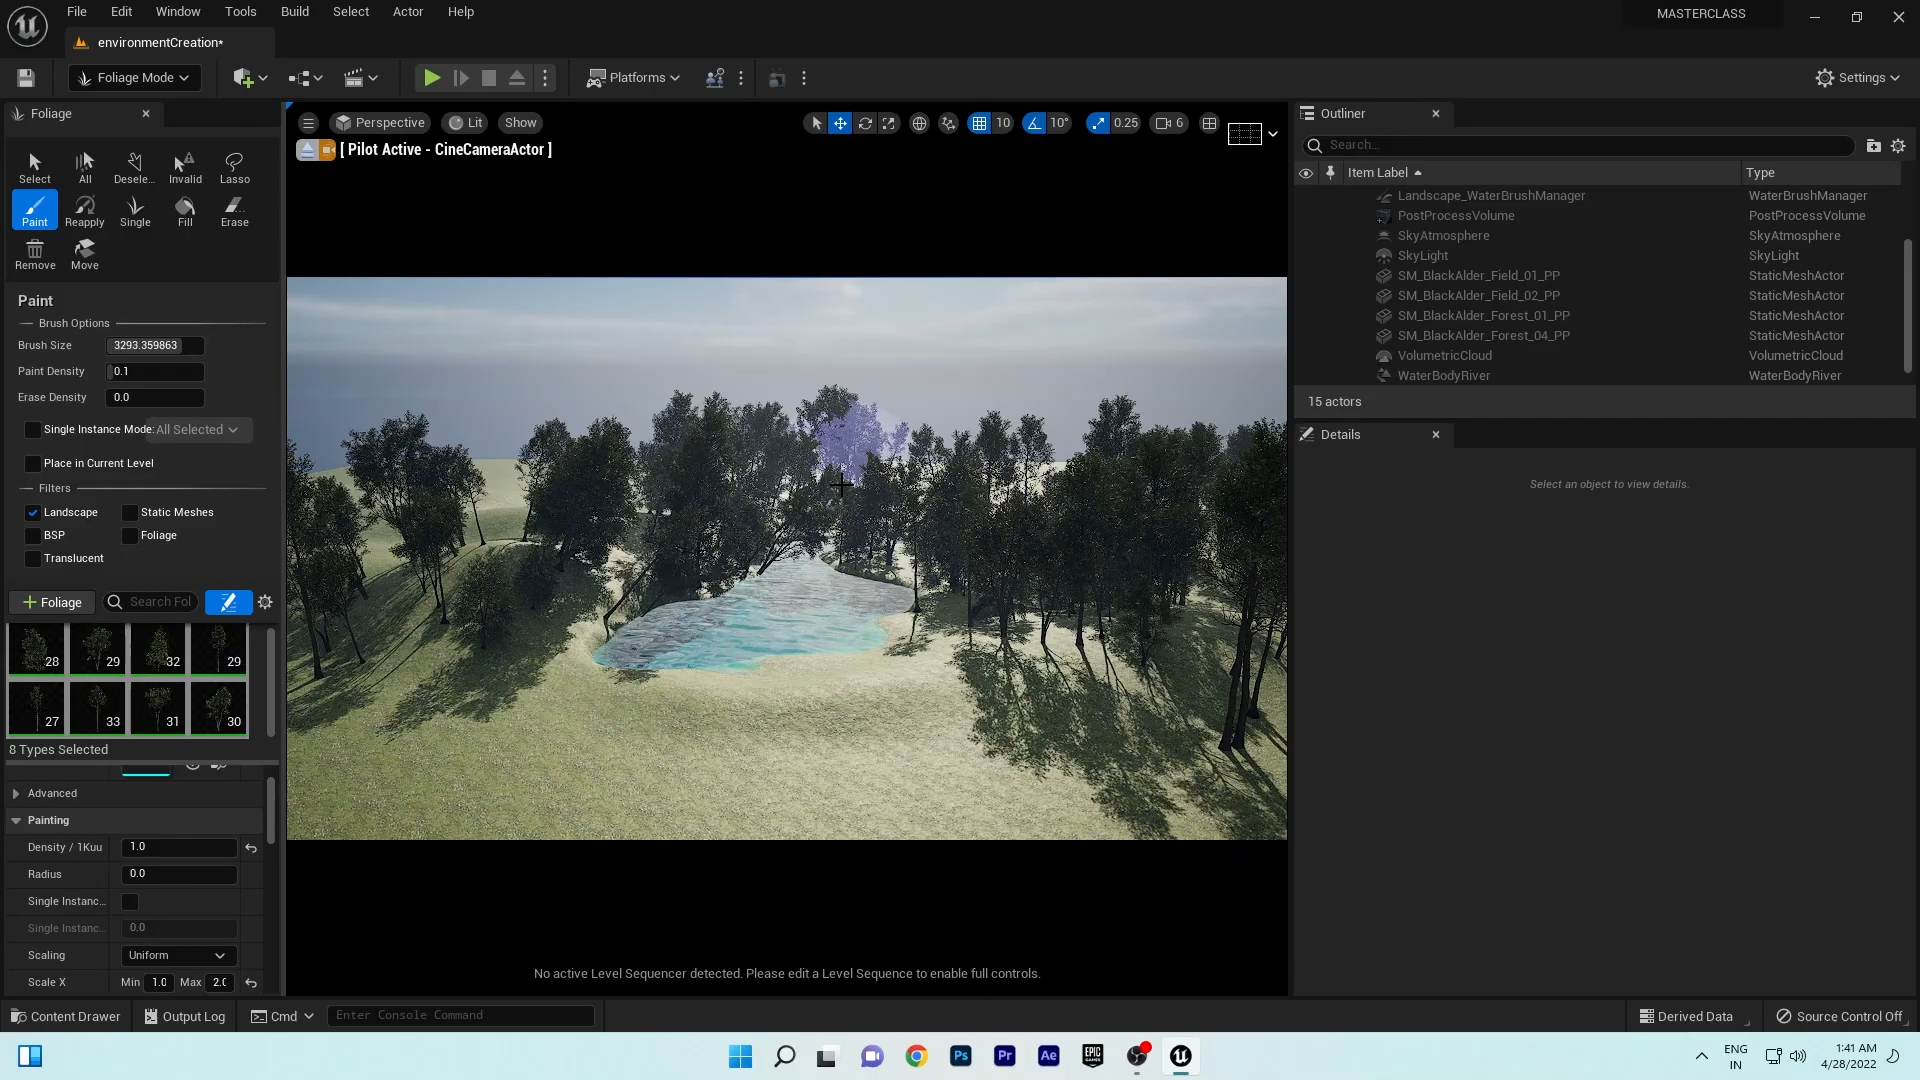 File Edit Window Tools Build Select Actor Help
MASTERCLASS
environmentCreation*
Foliage Mode
Platforms
Settings
Foliage
Select All Desele... Invalid Lasso
Paint Reapply Single Fill Erase
Remove Move
Paint
Brush Options
Brush Size 3293.359863
Paint Density 0.1
Erase Density 0.0
Single Instance Mode: All Selected
Place in Current Level
Filters
Landscape Static Meshes
BSP Foliage
Translucent
Foliage Search Fol
28 29 32 29
27 33 31 30
8 Types Selected
Advanced
Painting
Density / 1Kuu 1.0
Radius 0.0
Single Instanc...
Single Instanc... 0.0
Scaling Uniform
Scale X Min 1.0 Max 2.0
Perspective Lit Show
10 10° 0.25 6
[ Pilot Active - CineCameraActor ]
No active Level Sequencer detected. Please edit a Level Sequence to enable full controls.
Outliner
Search...
Item Label Type
Landscape_WaterBrushManager WaterBrushManager
PostProcessVolume PostProcessVolume
SkyAtmosphere SkyAtmosphere
SkyLight SkyLight
SM_BlackAlder_Field_01_PP StaticMeshActor
SM_BlackAlder_Field_02_PP StaticMeshActor
SM_BlackAlder_Forest_01_PP StaticMeshActor
SM_BlackAlder_Forest_04_PP StaticMeshActor
VolumetricCloud VolumetricCloud
WaterBodyRiver WaterBodyRiver
15 actors
Details
Select an object to view details.
Content Drawer Output Log Cmd Enter Console Command
Derived Data Source Control Off
Ps Pr Ae EPIC GAMES
ENG
IN
1:41 AM
4/28/2022